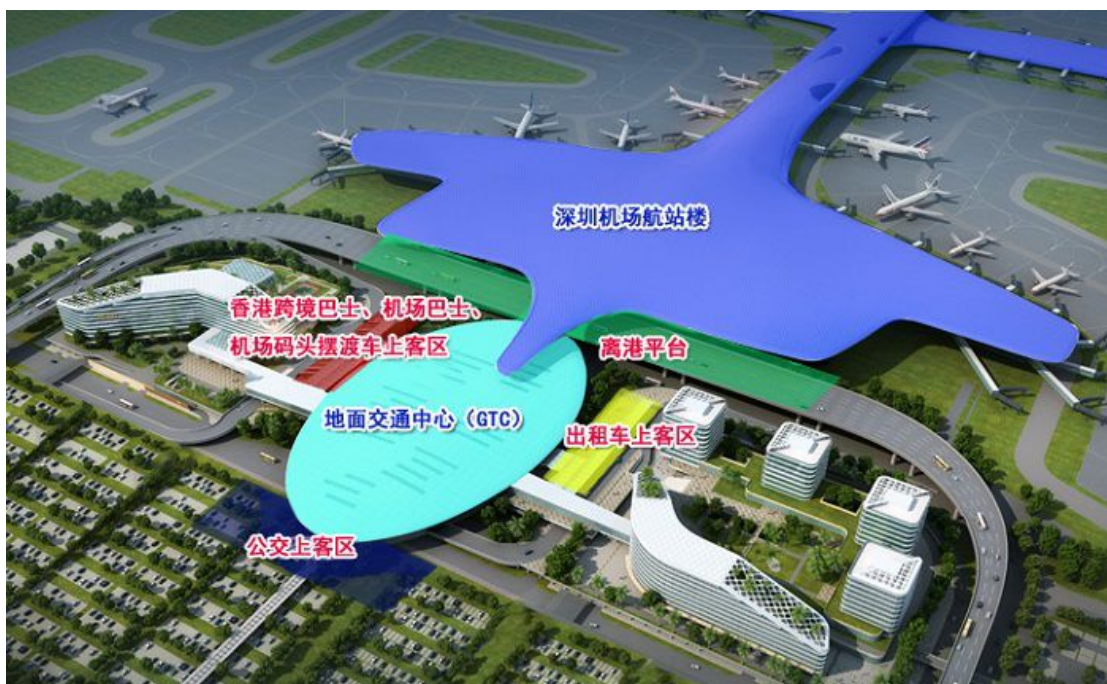 深圳机场航站楼
香港跨境巴士、机场巴士、
机场码头摆渡车上客区
离港平台
地面交通中心（GTC）
出租车上客区
公交上客区